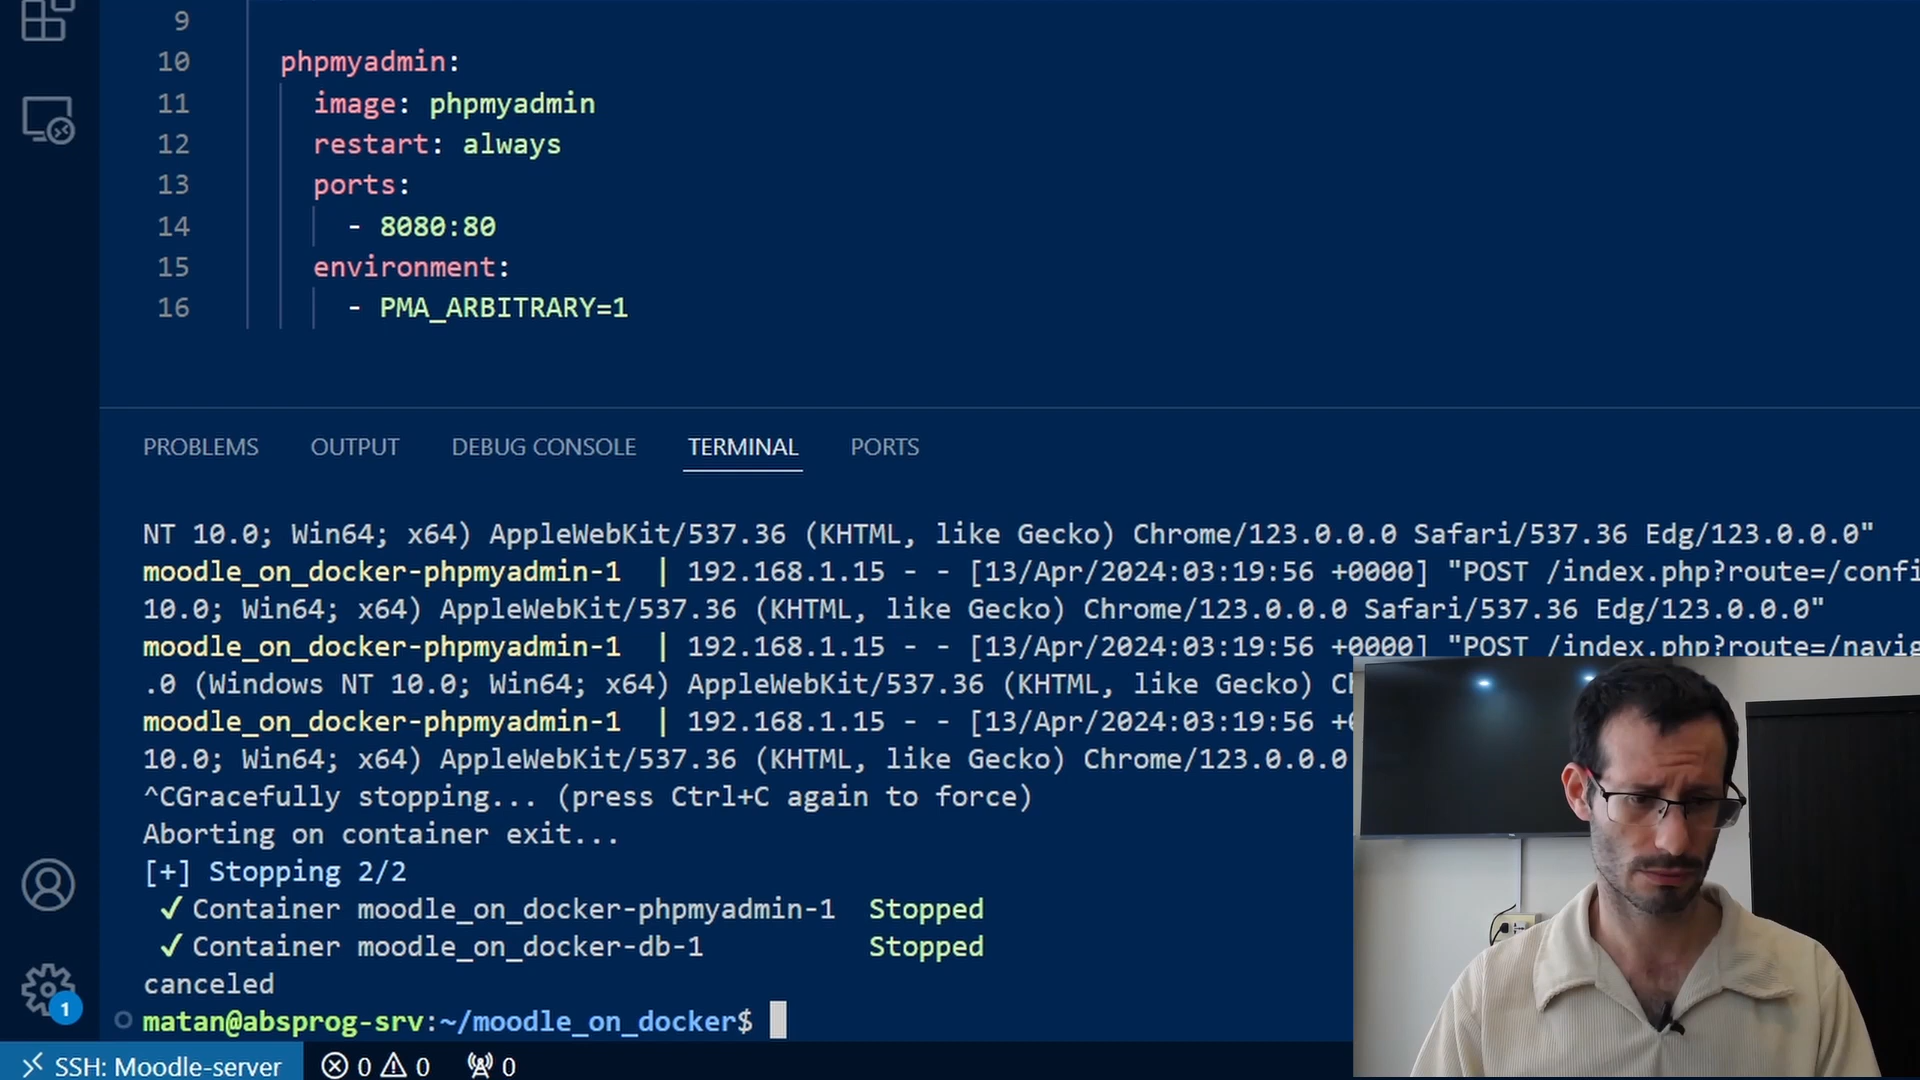 9
10 phpmyadmin:
11 image: phpmyadmin
12 restart: always
13 ports:
14 - 8080:80
15 environment:
16 - PMA_ARBITRARY=1
PROBLEMS OUTPUT DEBUG CONSOLE TERMINAL PORTS
NT 10.0; Win64; x64) AppleWebKit/537.36 (KHTML, like Gecko) Chrome/123.0.0.0 Safari/537.36 Edg/123.0.0.0"
moodle_on_docker-phpmyadmin-1 | 192.168.1.15 - - [13/Apr/2024:03:19:56 +0000] "POST /index.php?route=/confi
10.0; Win64; x64) AppleWebKit/537.36 (KHTML, like Gecko) Chrome/123.0.0.0 Safari/537.36 Edg/123.0.0.0"
moodle_on_docker-phpmyadmin-1 | 192.168.1.15 - - [13/Apr/2024:03:19:56 +0000] "POST /index.php?route=/navig
.0 (Windows NT 10.0; Win64; x64) AppleWebKit/537.36 (KHTML, like Gecko) Ch
moodle_on_docker-phpmyadmin-1 | 192.168.1.15 - - [13/Apr/2024:03:19:56 +0
10.0; Win64; x64) AppleWebKit/537.36 (KHTML, like Gecko) Chrome/123.0.0.0
^CGracefully stopping... (press Ctrl+C again to force)
Aborting on container exit...
[+] Stopping 2/2
✓ Container moodle_on_docker-phpmyadmin-1 Stopped
✓ Container moodle_on_docker-db-1 Stopped
canceled
matan@absprog-srv:~/moodle_on_docker$
1
SSH: Moodle-server 0 0 0